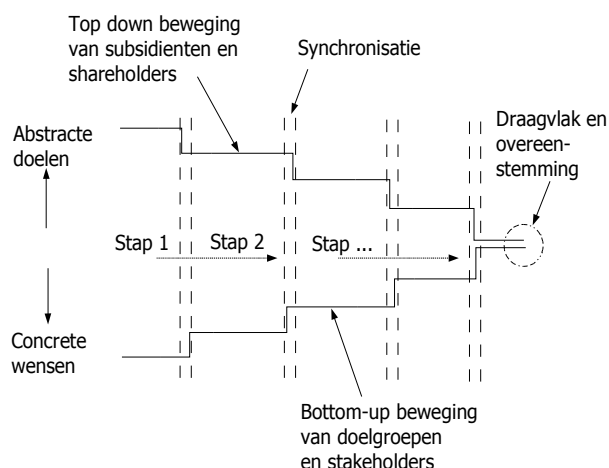 Top down beweging
van subsidienten en
shareholders
Synchronisatie
Draagvlak en
overeen-
stemming
Abstracte
doelen
Stap 1
Stap 2
Stap ...
Concrete
wensen
Bottom-up beweging
van doelgroepen
en stakeholders